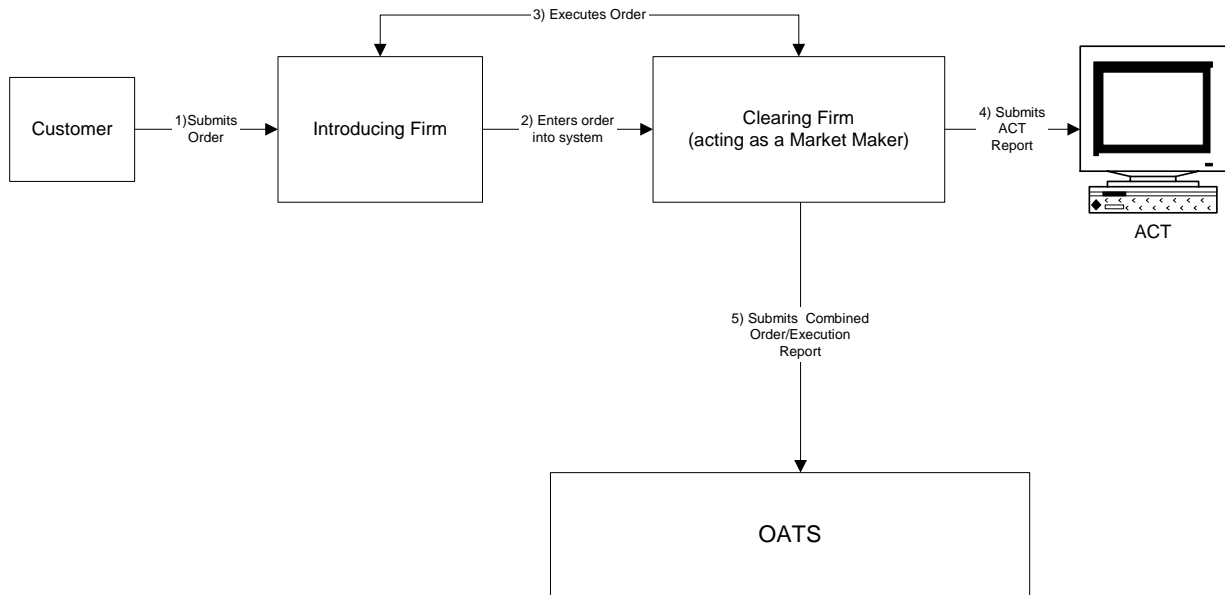 3) Executes Order
Customer
1)Submits
Order
Introducing Firm
2) Enters order
into system
Clearing Firm
(acting as a Market Maker)
4) Submits
ACT
Report
ACT
5) Submits Combined
Order/Execution
Report
OATS